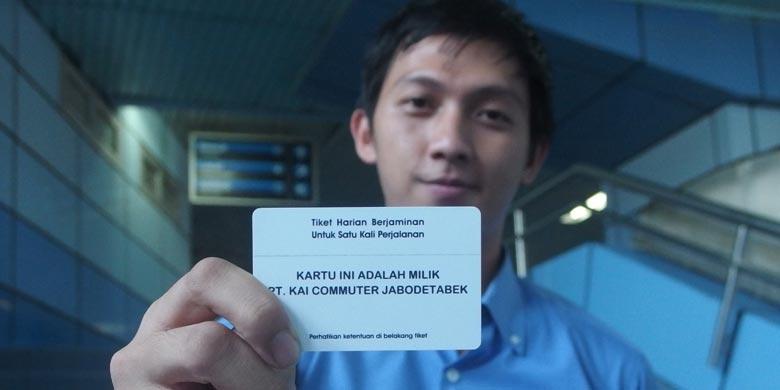 Tiket Harian Berjaminan
Untuk Satu Kali Perjalanan
KARTU INI ADALAH MILIK
PT. KAI COMMUTER JABODETABEK
Perhatikan ketentuan di belakang tiket